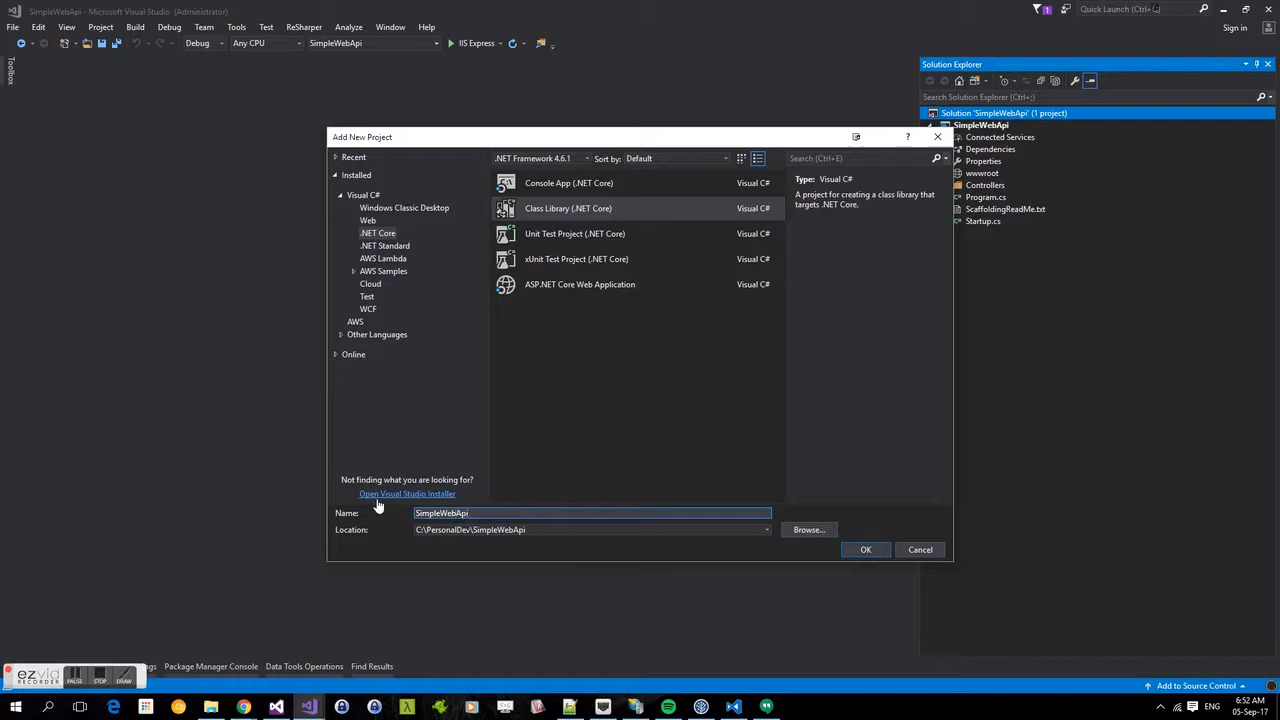 SimpleWebApi - Microsoft Visual Studio (Administrator)
1
Quick Launch (Ctrl+Q)
File Edit View Project Build Debug Team Tools Test ReSharper Analyze Window Help
Sign in
Debug Any CPU SimpleWebApi IIS Express
Toolbox
Solution Explorer
Search Solution Explorer (Ctrl+;)
Solution 'SimpleWebApi' (1 project)
SimpleWebApi
Connected Services
Dependencies
Properties
wwwroot
Controllers
Program.cs
ScaffoldingReadMe.txt
Startup.cs
Add New Project
?
Recent
Installed
Visual C#
Windows Classic Desktop
Web
.NET Core
.NET Standard
AWS Lambda
AWS Samples
Cloud
Test
WCF
AWS
Other Languages
Online
.NET Framework 4.6.1 Sort by: Default
Search (Ctrl+E)
Console App (.NET Core) Visual C#
Class Library (.NET Core) Visual C#
Unit Test Project (.NET Core) Visual C#
xUnit Test Project (.NET Core) Visual C#
ASP.NET Core Web Application Visual C#
Type: Visual C#
A project for creating a class library that
targets .NET Core.
Not finding what you are looking for?
Open Visual Studio Installer
Name: SimpleWebApi
Location: C:\PersonalDev\SimpleWebApi Browse...
OK Cancel
Package Manager Console Data Tools Operations Find Results
ezvid
RECORDER
PAUSE STOP DRAW
Add to Source Control
ENG
6:52 AM
05-Sep-17